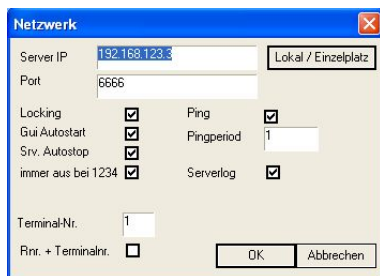 Netzwerk
Server IP 192.168.123.3 Lokal / Einzelplatz
Port 6666
Locking Ping
Gui Autostart Pingperiod 1
Srv. Autostop
immer aus bei 1234 Serverlog
Terminal-Nr. 1
Rnr. + Terminalnr. OK Abbrechen